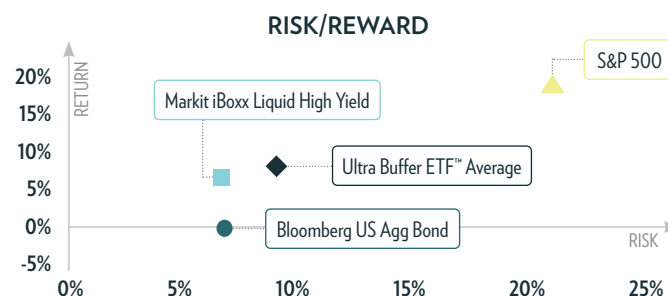 RISK/REWARD
RETURN
20%
15%
10%
5%
0%
-5%
S&P 500
Markit iBoxx Liquid High Yield
Ultra Buffer ETF™ Average
Bloomberg US Agg Bond
RISK
0%
5%
10%
15%
20%
25%